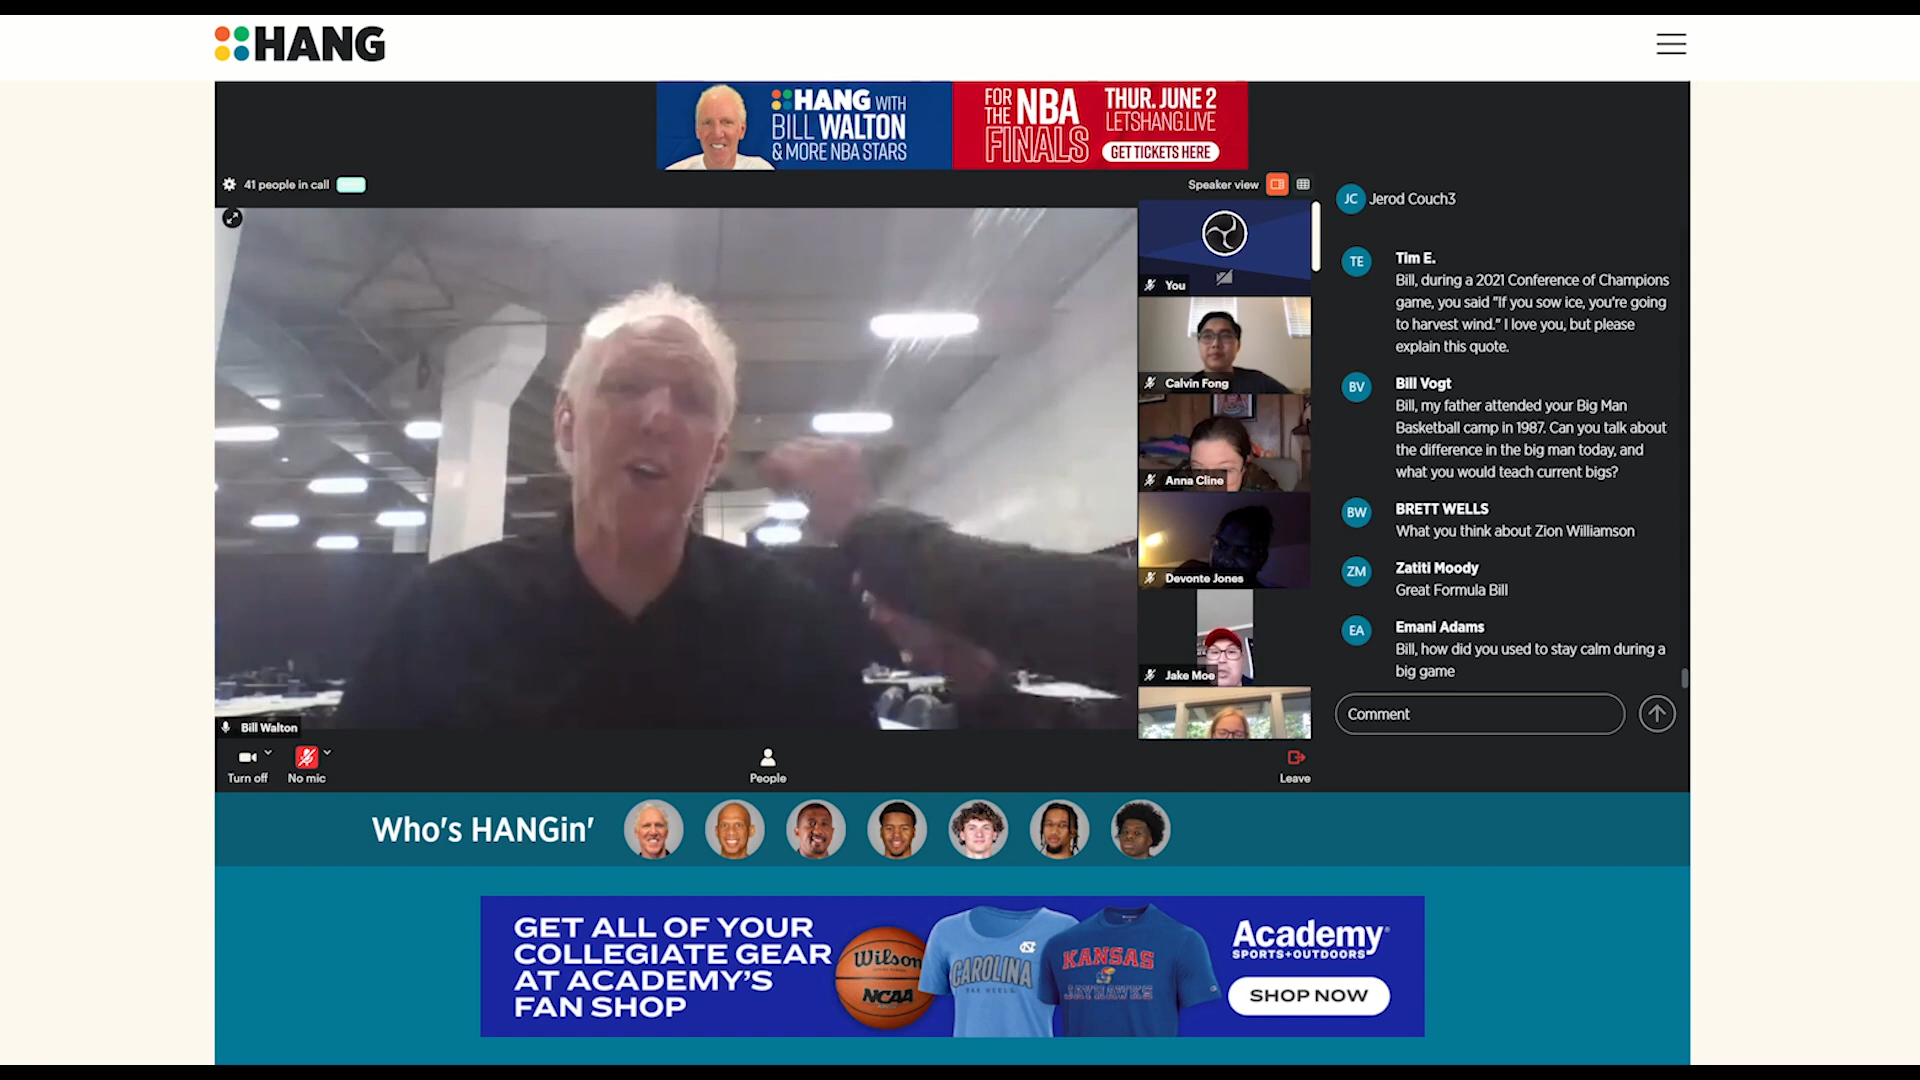 HANG
HANG WITH
BILL WALTON
& MORE NBA STARS
FOR THE NBA FINALS
THUR. JUNE 2
LETSHANG.LIVE
GET TICKETS HERE
41 people in call
Speaker view
You
Calvin Fong
Anna Cline
Devonte Jones
Jake Moe
Bill Walton
JC Jerod Couch3
TE Tim E.
Bill, during a 2021 Conference of Champions
game, you said "If you sow ice, you're going
to harvest wind." I love you, but please
explain this quote.
BV Bill Vogt
Bill, my father attended your Big Man
Basketball camp in 1987. Can you talk about
the difference in the big man today, and
what you would teach current bigs?
BW BRETT WELLS
What you think about Zion Williamson
ZM Zatiti Moody
Great Formula Bill
EA Emani Adams
Bill, how did you used to stay calm during a
big game
Comment
Turn off
No mic
People
Leave
Who's HANGin'
GET ALL OF YOUR
COLLEGIATE GEAR
AT ACADEMY'S
FAN SHOP
Wilson
NCAA
CAROLINA
TAR HEELS
KANSAS
JAYHAWKS
Academy
SPORTS+OUTDOORS
SHOP NOW